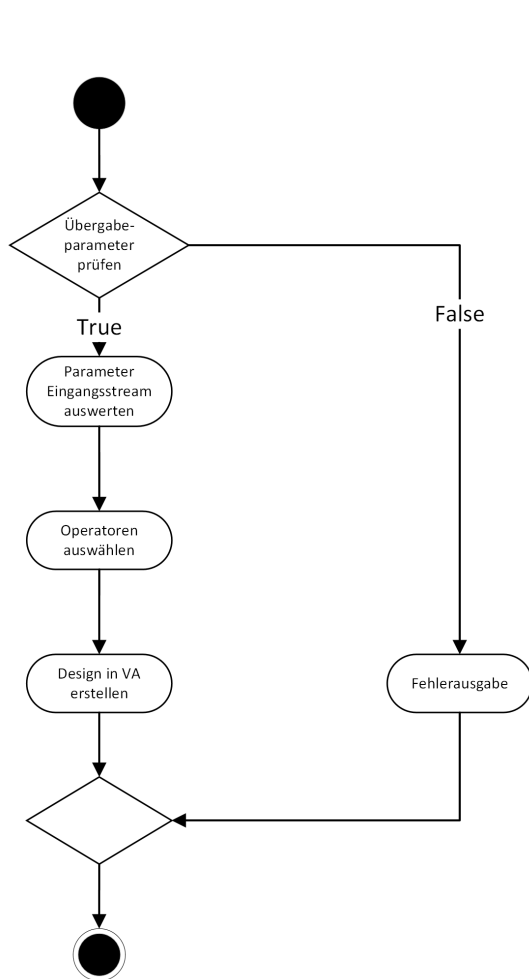 Übergabe-
parameter
prüfen
True
False
Parameter
Eingangsstream
auswerten
Operatoren
auswählen
Design in VA
erstellen
Fehlerausgabe